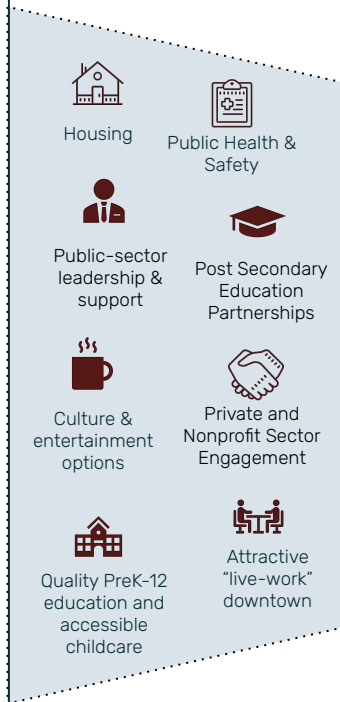 Housing
Public Health &
Safety
Public-sector
leadership &
support
Post Secondary
Education
Partnerships
Culture &
entertainment
options
Private and
Nonprofit Sector
Engagement
Quality PreK-12
education and
accessible
childcare
Attractive
“live-work”
downtown